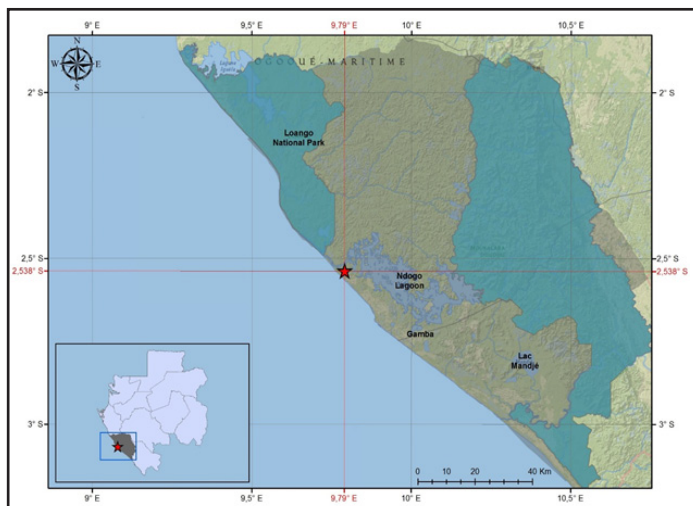 9° E
9,5° E
9,79° E
10° E
10,5° E
N
W E
S
OGOOUÉ-MARITIME
2° S
2° S
Loango
National Park
2,5° S
2,5° S
2,538° S
2,538° S
Ndogo
Lagoon
Gamba
Lac
Mandjé
3° S
3° S
0 10 20 40 Km
9° E
9,5° E
9,79° E
10° E
10,5° E